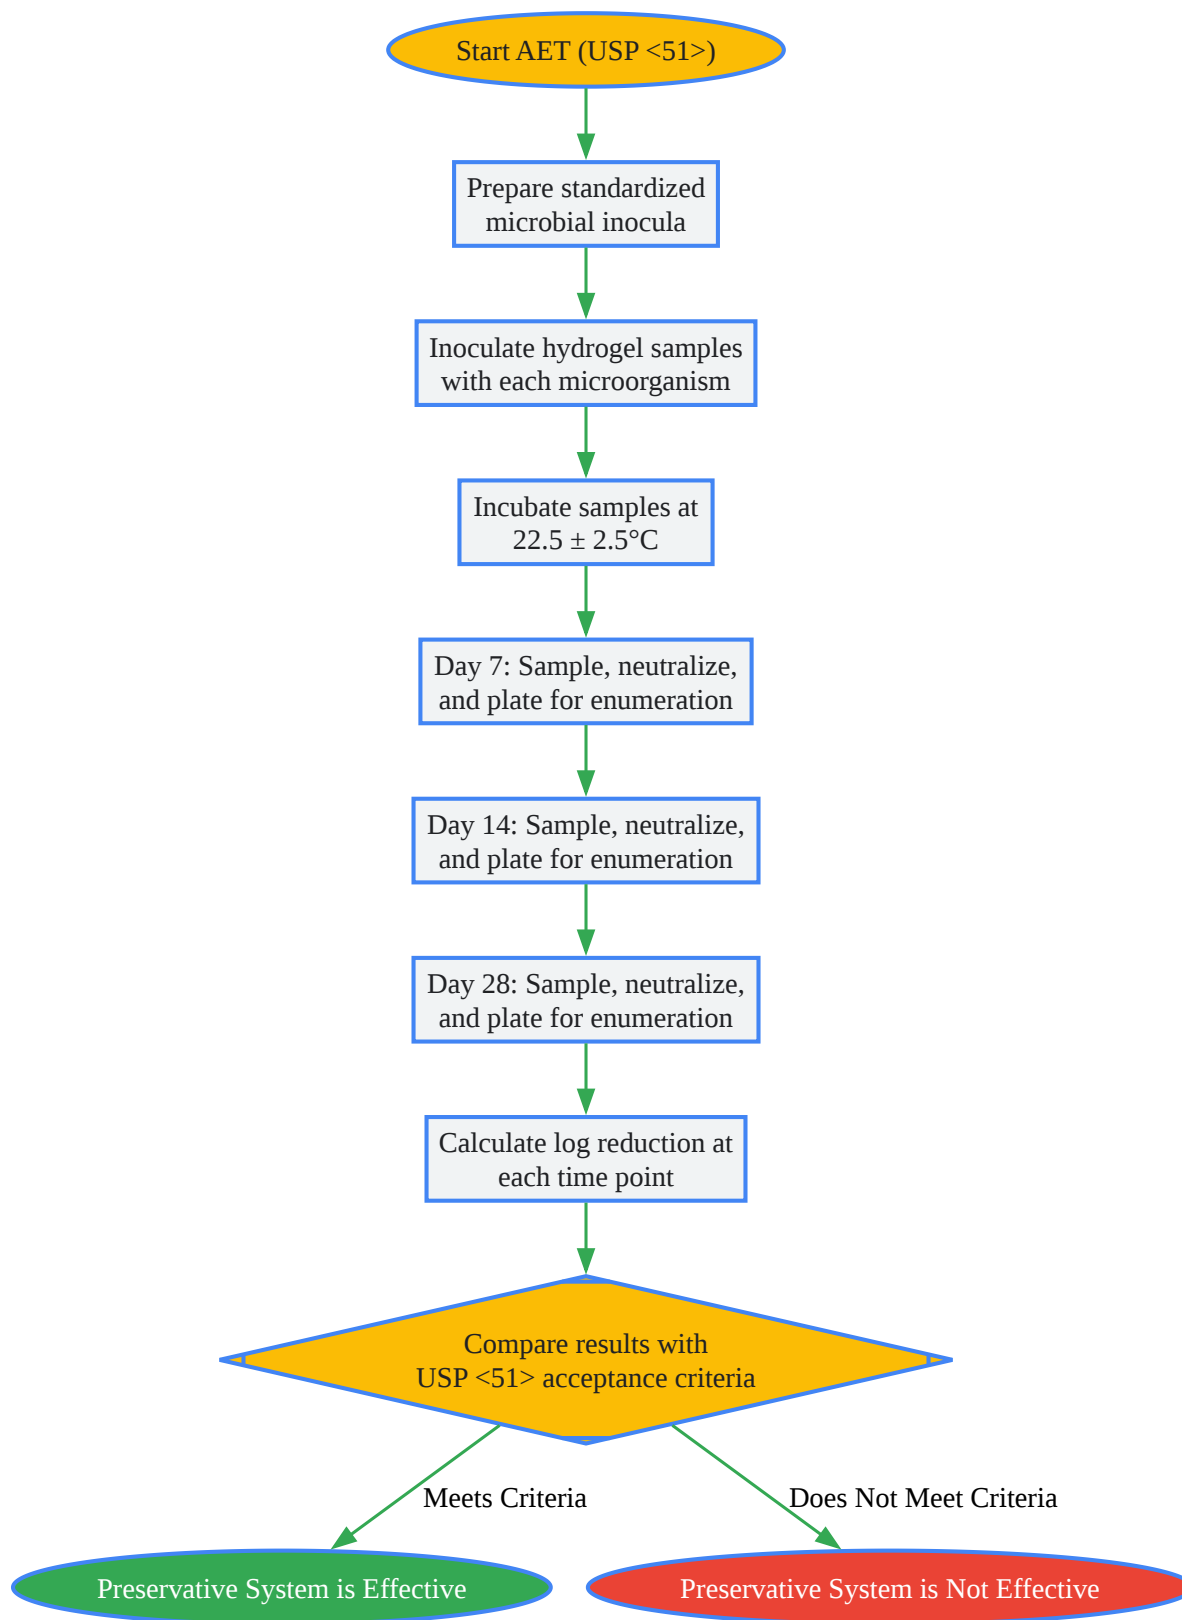 Start AET (USP <51>)
Prepare standardized
microbial inocula
Inoculate hydrogel samples
with each microorganism
Incubate samples at
22.5 ± 2.5°C
Day 7: Sample, neutralize,
and plate for enumeration
Day 14: Sample, neutralize,
and plate for enumeration
Day 28: Sample, neutralize,
and plate for enumeration
Calculate log reduction at
each time point
Compare results with
USP <51> acceptance criteria
Meets Criteria
Does Not Meet Criteria
Preservative System is Effective
Preservative System is Not Effective